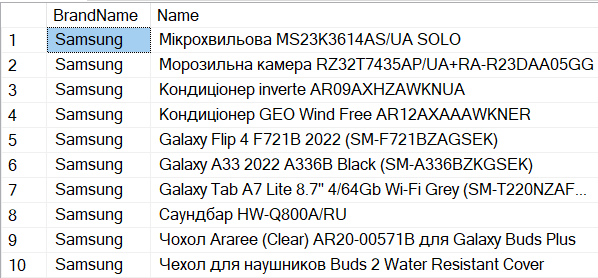 BrandName Name
1 Samsung Мікрохвильова MS23K3614AS/UA SOLO
2 Samsung Морозильна камера RZ32T7435AP/UA+RA-R23DAA05GG
3 Samsung Кондиціонер inverte AR09AXHZAWKNUA
4 Samsung Кондиціонер GEO Wind Free AR12AXAAAWKNER
5 Samsung Galaxy Flip 4 F721B 2022 (SM-F721BZAGSEK)
6 Samsung Galaxy A33 2022 A336B Black (SM-A336BZKGSEK)
7 Samsung Galaxy Tab A7 Lite 8.7" 4/64Gb Wi-Fi Grey (SM-T220NZAF...
8 Samsung Саундбар HW-Q800A/RU
9 Samsung Чохол Araree (Clear) AR20-00571B для Galaxy Buds Plus
10 Samsung Чехол для наушников Buds 2 Water Resistant Cover